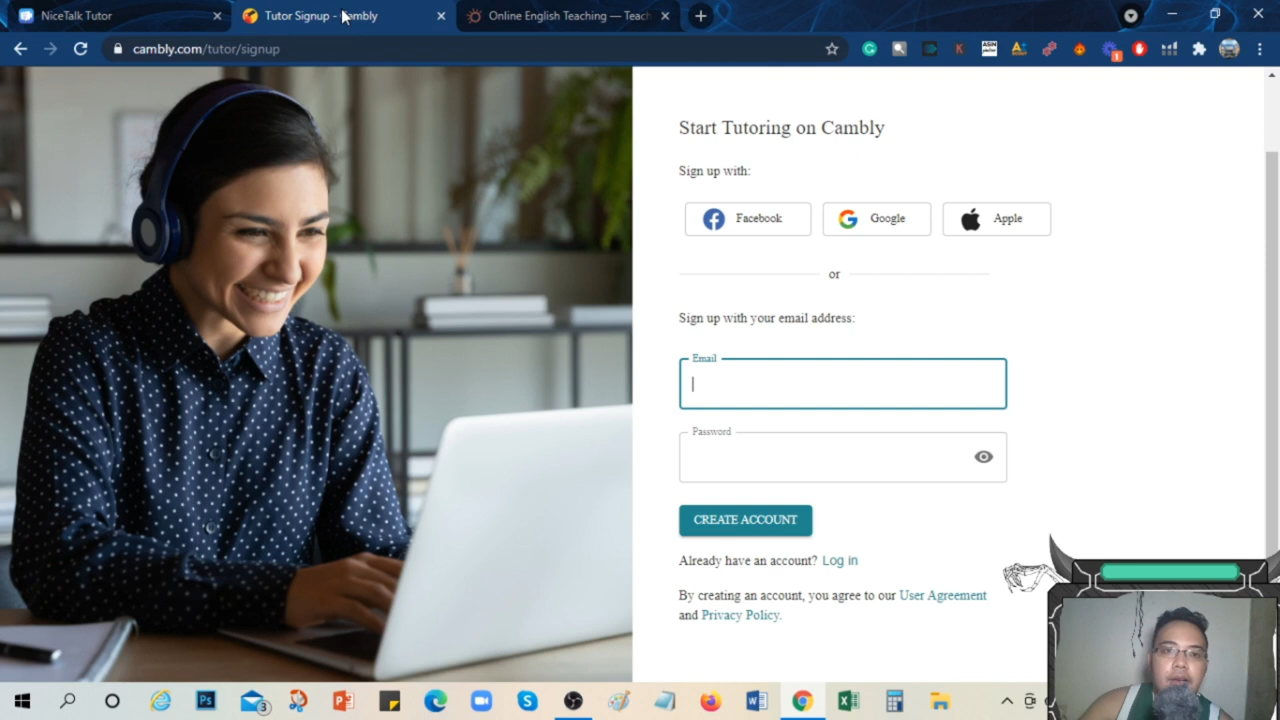 NiceTalk Tutor
Tutor Signup - Cambly
Online English Teaching — Teach
cambly.com/tutor/signup
Start Tutoring on Cambly
Sign up with:
Facebook
Google
Apple
or
Sign up with your email address:
Email
Password
CREATE ACCOUNT
Already have an account? Log in
By creating an account, you agree to our User Agreement
and Privacy Policy.